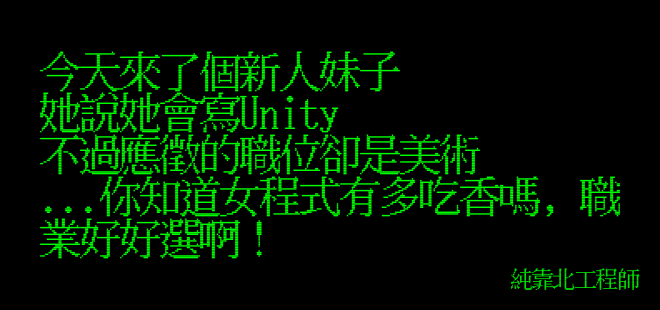 今天來了個新人妹子
她說她會寫Unity
不過應徵的職位卻是美術
...你知道女程式有多吃香嗎, 職
業好好選啊！
純靠北工程師